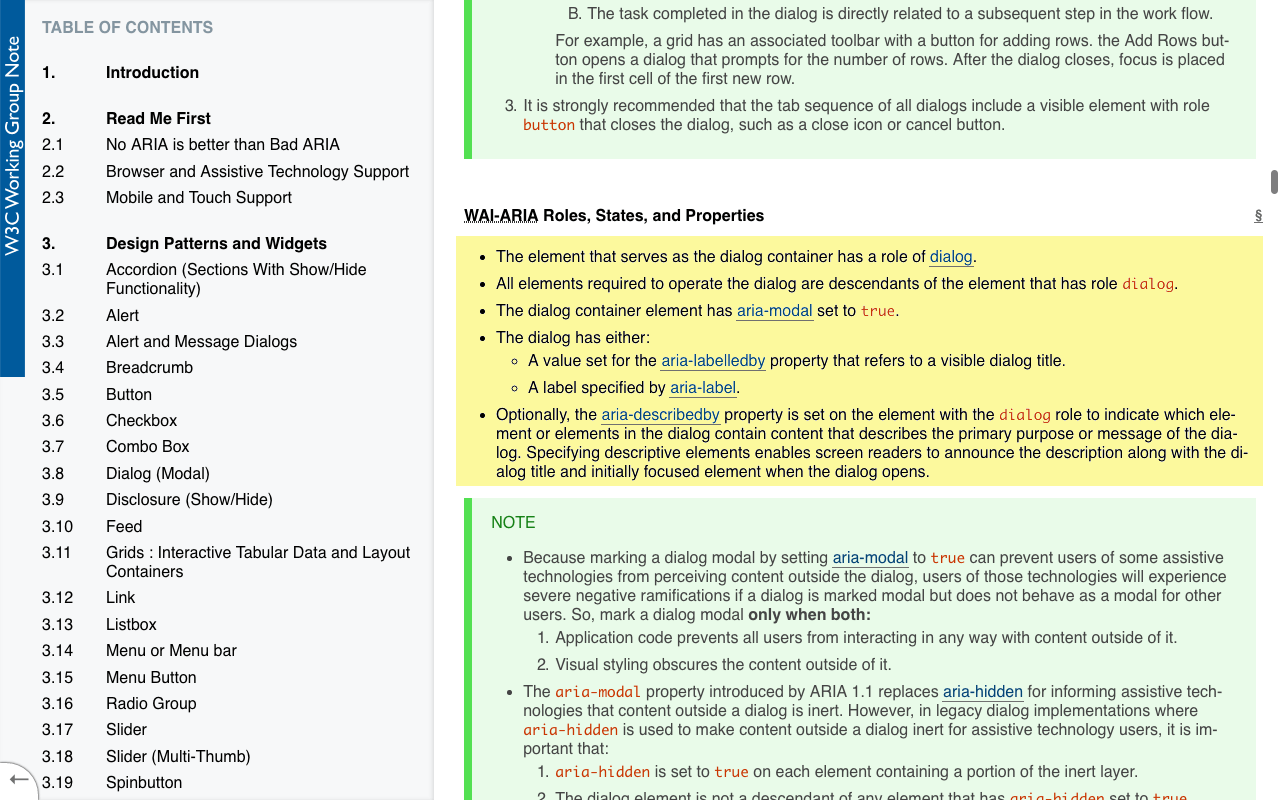 W3C Working Group Note
TABLE OF CONTENTS
1. Introduction
2. Read Me First
2.1 No ARIA is better than Bad ARIA
2.2 Browser and Assistive Technology Support
2.3 Mobile and Touch Support
3. Design Patterns and Widgets
3.1 Accordion (Sections With Show/Hide
Functionality)
3.2 Alert
3.3 Alert and Message Dialogs
3.4 Breadcrumb
3.5 Button
3.6 Checkbox
3.7 Combo Box
3.8 Dialog (Modal)
3.9 Disclosure (Show/Hide)
3.10 Feed
3.11 Grids : Interactive Tabular Data and Layout
Containers
3.12 Link
3.13 Listbox
3.14 Menu or Menu bar
3.15 Menu Button
3.16 Radio Group
3.17 Slider
3.18 Slider (Multi-Thumb)
3.19 Spinbutton
←
B. The task completed in the dialog is directly related to a subsequent step in the work flow.
For example, a grid has an associated toolbar with a button for adding rows. the Add Rows but-
ton opens a dialog that prompts for the number of rows. After the dialog closes, focus is placed
in the first cell of the first new row.
3. It is strongly recommended that the tab sequence of all dialogs include a visible element with role
button that closes the dialog, such as a close icon or cancel button.
WAI-ARIA Roles, States, and Properties §
• The element that serves as the dialog container has a role of dialog.
• All elements required to operate the dialog are descendants of the element that has role dialog.
• The dialog container element has aria-modal set to true.
• The dialog has either:
◦ A value set for the aria-labelledby property that refers to a visible dialog title.
◦ A label specified by aria-label.
• Optionally, the aria-describedby property is set on the element with the dialog role to indicate which ele-
ment or elements in the dialog contain content that describes the primary purpose or message of the dia-
log. Specifying descriptive elements enables screen readers to announce the description along with the di-
alog title and initially focused element when the dialog opens.
NOTE
• Because marking a dialog modal by setting aria-modal to true can prevent users of some assistive
technologies from perceiving content outside the dialog, users of those technologies will experience
severe negative ramifications if a dialog is marked modal but does not behave as a modal for other
users. So, mark a dialog modal only when both:
1. Application code prevents all users from interacting in any way with content outside of it.
2. Visual styling obscures the content outside of it.
• The aria-modal property introduced by ARIA 1.1 replaces aria-hidden for informing assistive tech-
nologies that content outside a dialog is inert. However, in legacy dialog implementations where
aria-hidden is used to make content outside a dialog inert for assistive technology users, it is im-
portant that:
1. aria-hidden is set to true on each element containing a portion of the inert layer.
2. The dialog element is not a descendant of any element that has aria-hidden set to true